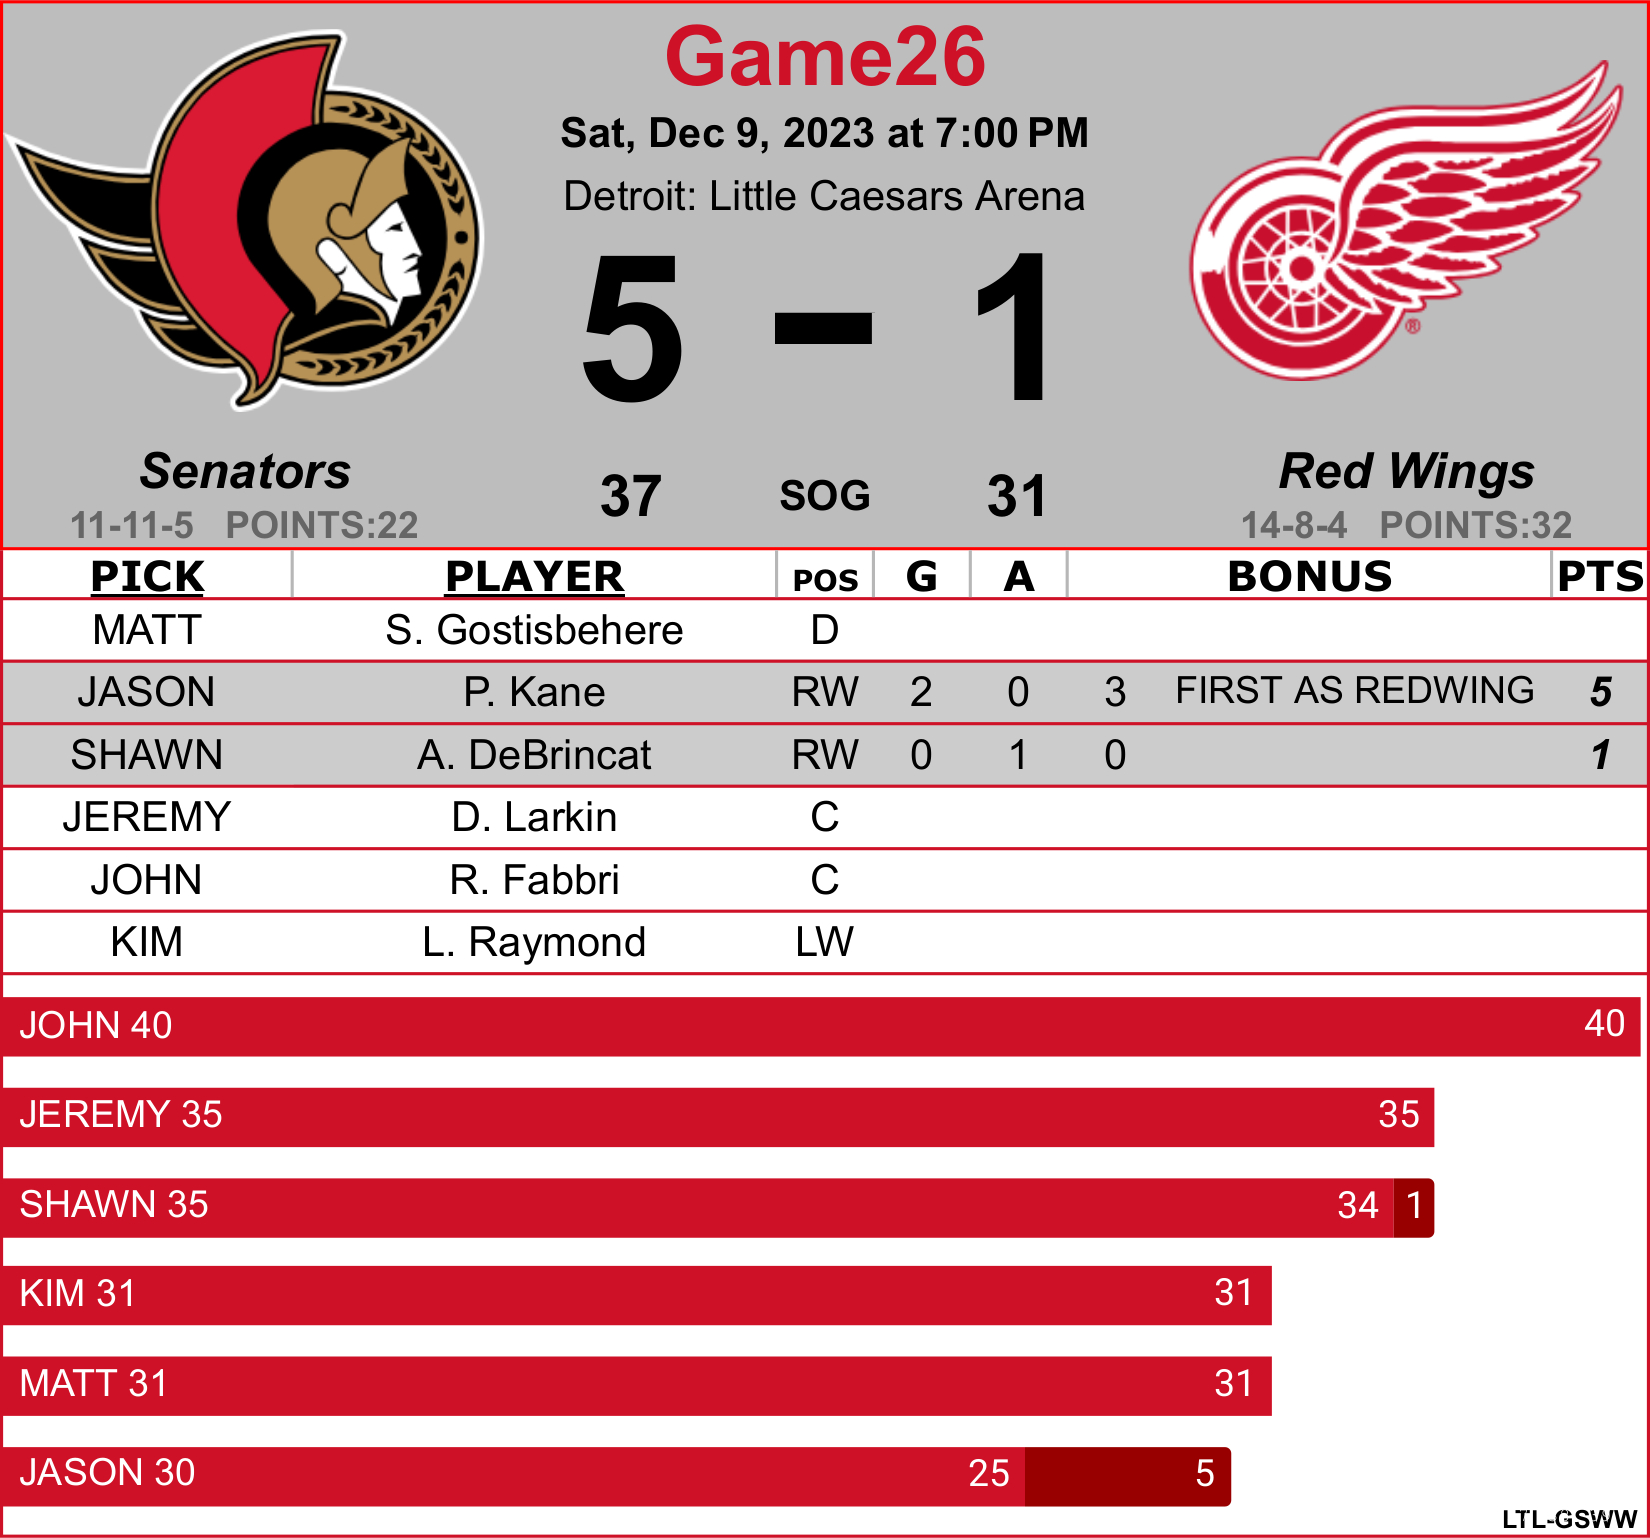 Game26
Sat, Dec 9, 2023 at 7:00 PM
Detroit: Little Caesars Arena
5 – 1
Senators
Red Wings
37 SOG 31
11-11-5 POINTS:22
14-8-4 POINTS:32
®
PICK PLAYER POS G A BONUS PTS
MATT S. Gostisbehere D
JASON P. Kane RW 2 0 3 FIRST AS REDWING 5
SHAWN A. DeBrincat RW 0 1 0 1
JEREMY D. Larkin C
JOHN R. Fabbri C
KIM L. Raymond LW
JOHN 40 40
JEREMY 35 35
SHAWN 35 34 1
KIM 31 31
MATT 31 31
JASON 30 25 5
LTL-GSWW